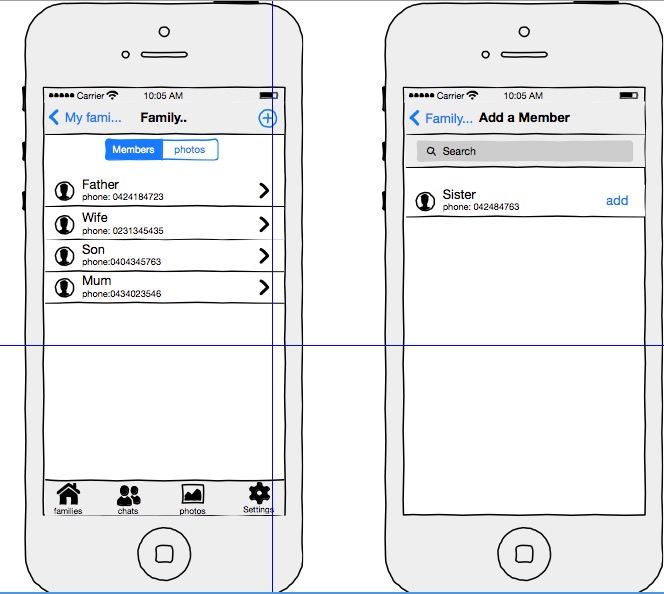 Carrier 10:05 AM
My fami... Family..
Members photos
Father
phone: 0424184723
Wife
phone: 0231345435
Son
phone:0404345763
Mum
phone:0434023546
families chats photos Settings
Carrier 10:05 AM
Family... Add a Member
Search
Sister
phone: 042484763
add